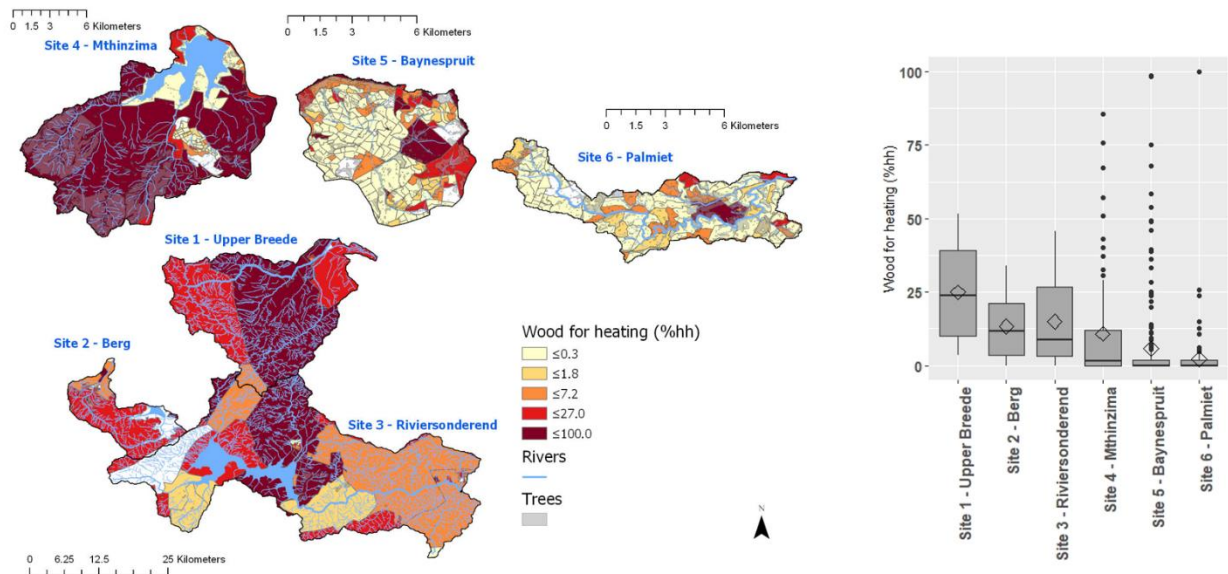 0 1.5 3 6 Kilometers
Site 4 - Mthinzima
0 1.5 3 6 Kilometers
Site 5 - Baynespruit
0 1.5 3 6 Kilometers
Site 6 - Palmiet
Site 1 - Upper Breede
Site 2 - Berg
Site 3 - Riviersonderend
Wood for heating (%hh)
≤0.3
≤1.8
≤7.2
≤27.0
≤100.0
Rivers
Trees
N
0 6.25 12.5 25 Kilometers
Wood for heating (%hh)
100
75
50
25
0
Site 1 - Upper Breede
Site 2 - Berg
Site 3 - Riviersonderend
Site 4 - Mthinzima
Site 5 - Baynespruit
Site 6 - Palmiet